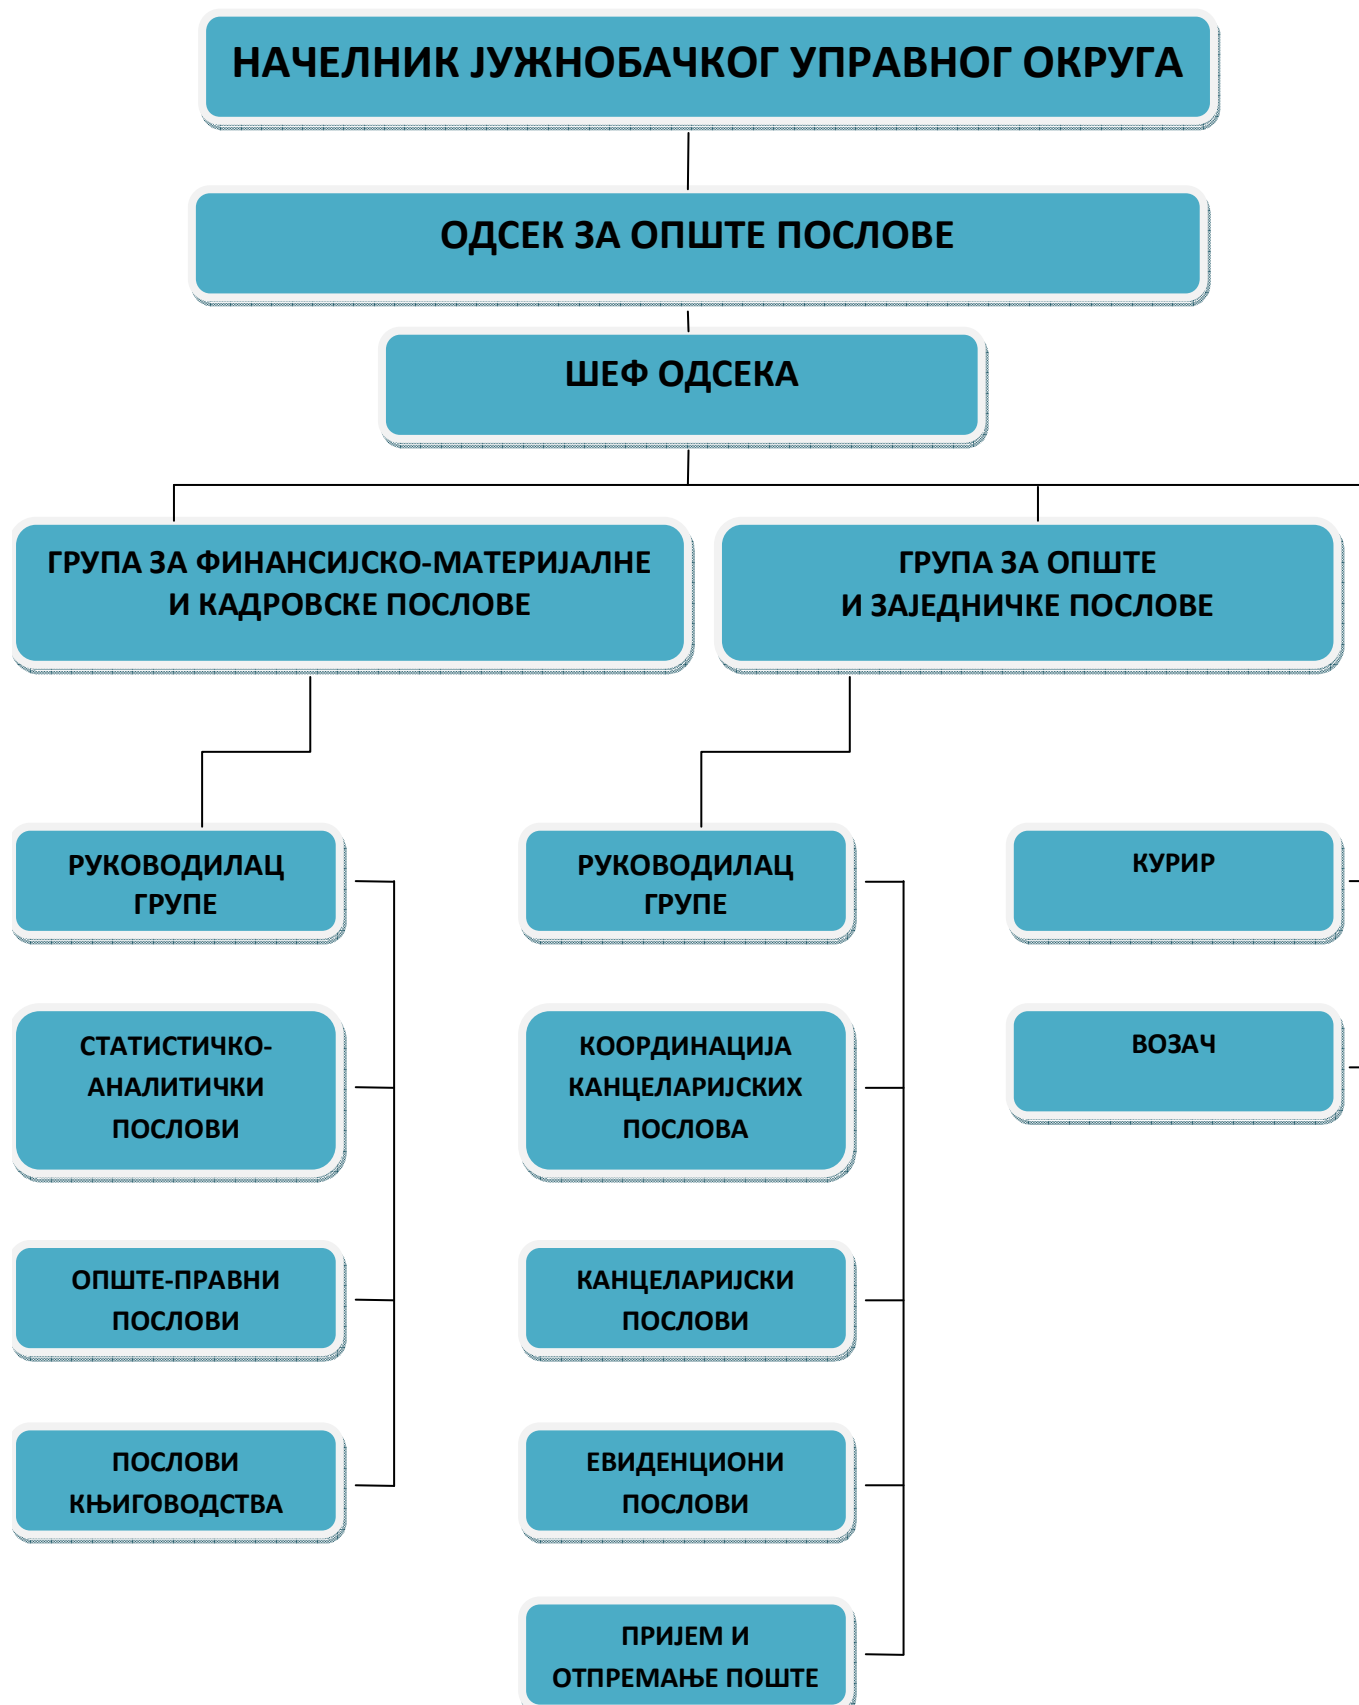 НАЧЕЛНИК ЈУЖНОБАЧКОГ УПРАВНОГ ОКРУГА
ОДСЕК ЗА ОПШТЕ ПОСЛОВЕ
ШЕФ ОДСЕКА
ГРУПА ЗА ФИНАНСИЈСКО-МАТЕРИЈАЛНЕ
И КАДРОВСКЕ ПОСЛОВЕ
ГРУПА ЗА ОПШТЕ
И ЗАЈЕДНИЧКЕ ПОСЛОВЕ
РУКОВОДИЛАЦ
ГРУПЕ
СТАТИСТИЧКО-
АНАЛИТИЧКИ
ПОСЛОВИ
ОПШТЕ-ПРАВНИ
ПОСЛОВИ
ПОСЛОВИ
КЊИГОВОДСТВА
РУКОВОДИЛАЦ
ГРУПЕ
КООРДИНАЦИЈА
КАНЦЕЛАРИЈСКИХ
ПОСЛОВА
КАНЦЕЛАРИЈСКИ
ПОСЛОВИ
ЕВИДЕНЦИОНИ
ПОСЛОВИ
ПРИЈЕМ И
ОТПРЕМАЊЕ ПОШТЕ
КУРИР
ВОЗАЧ